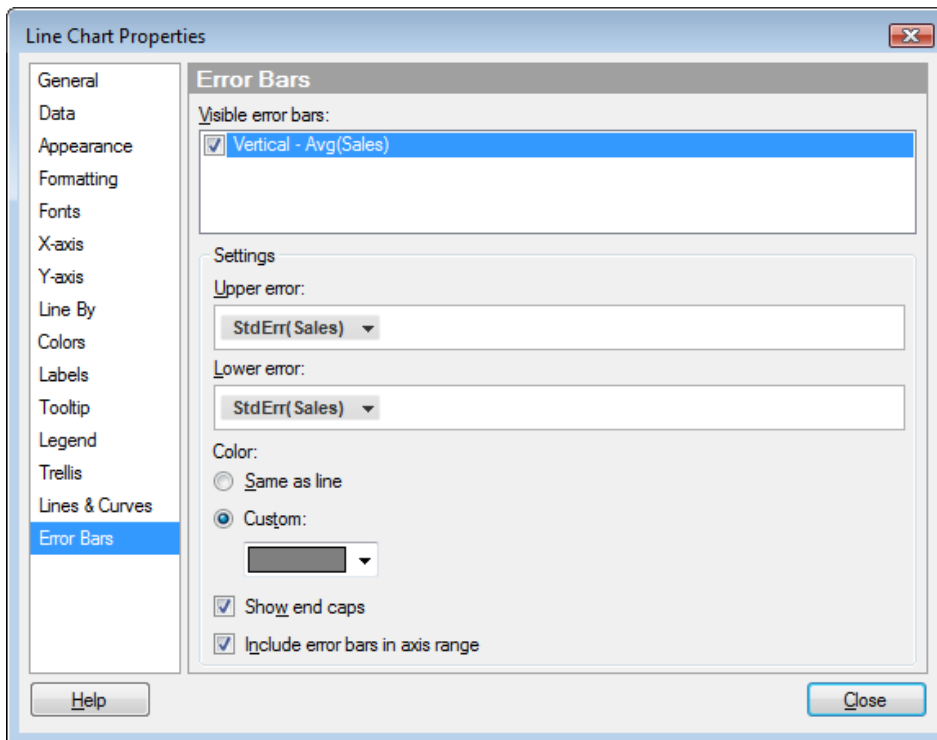 Line Chart Properties
General
Data
Appearance
Formatting
Fonts
X-axis
Y-axis
Line By
Colors
Labels
Tooltip
Legend
Trellis
Lines & Curves
Error Bars
Error Bars
Visible error bars:
Vertical - Avg(Sales)
Settings
Upper error:
StdErr(Sales)
Lower error:
StdErr(Sales)
Color:
Same as line
Custom:
Show end caps
Include error bars in axis range
Help
Close